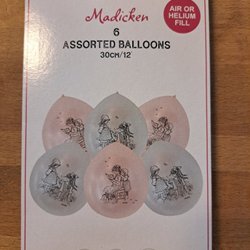 Madicken
6
ASSORTED BALLOONS
30CM/12'
AIR OR
HELIUM
FILL